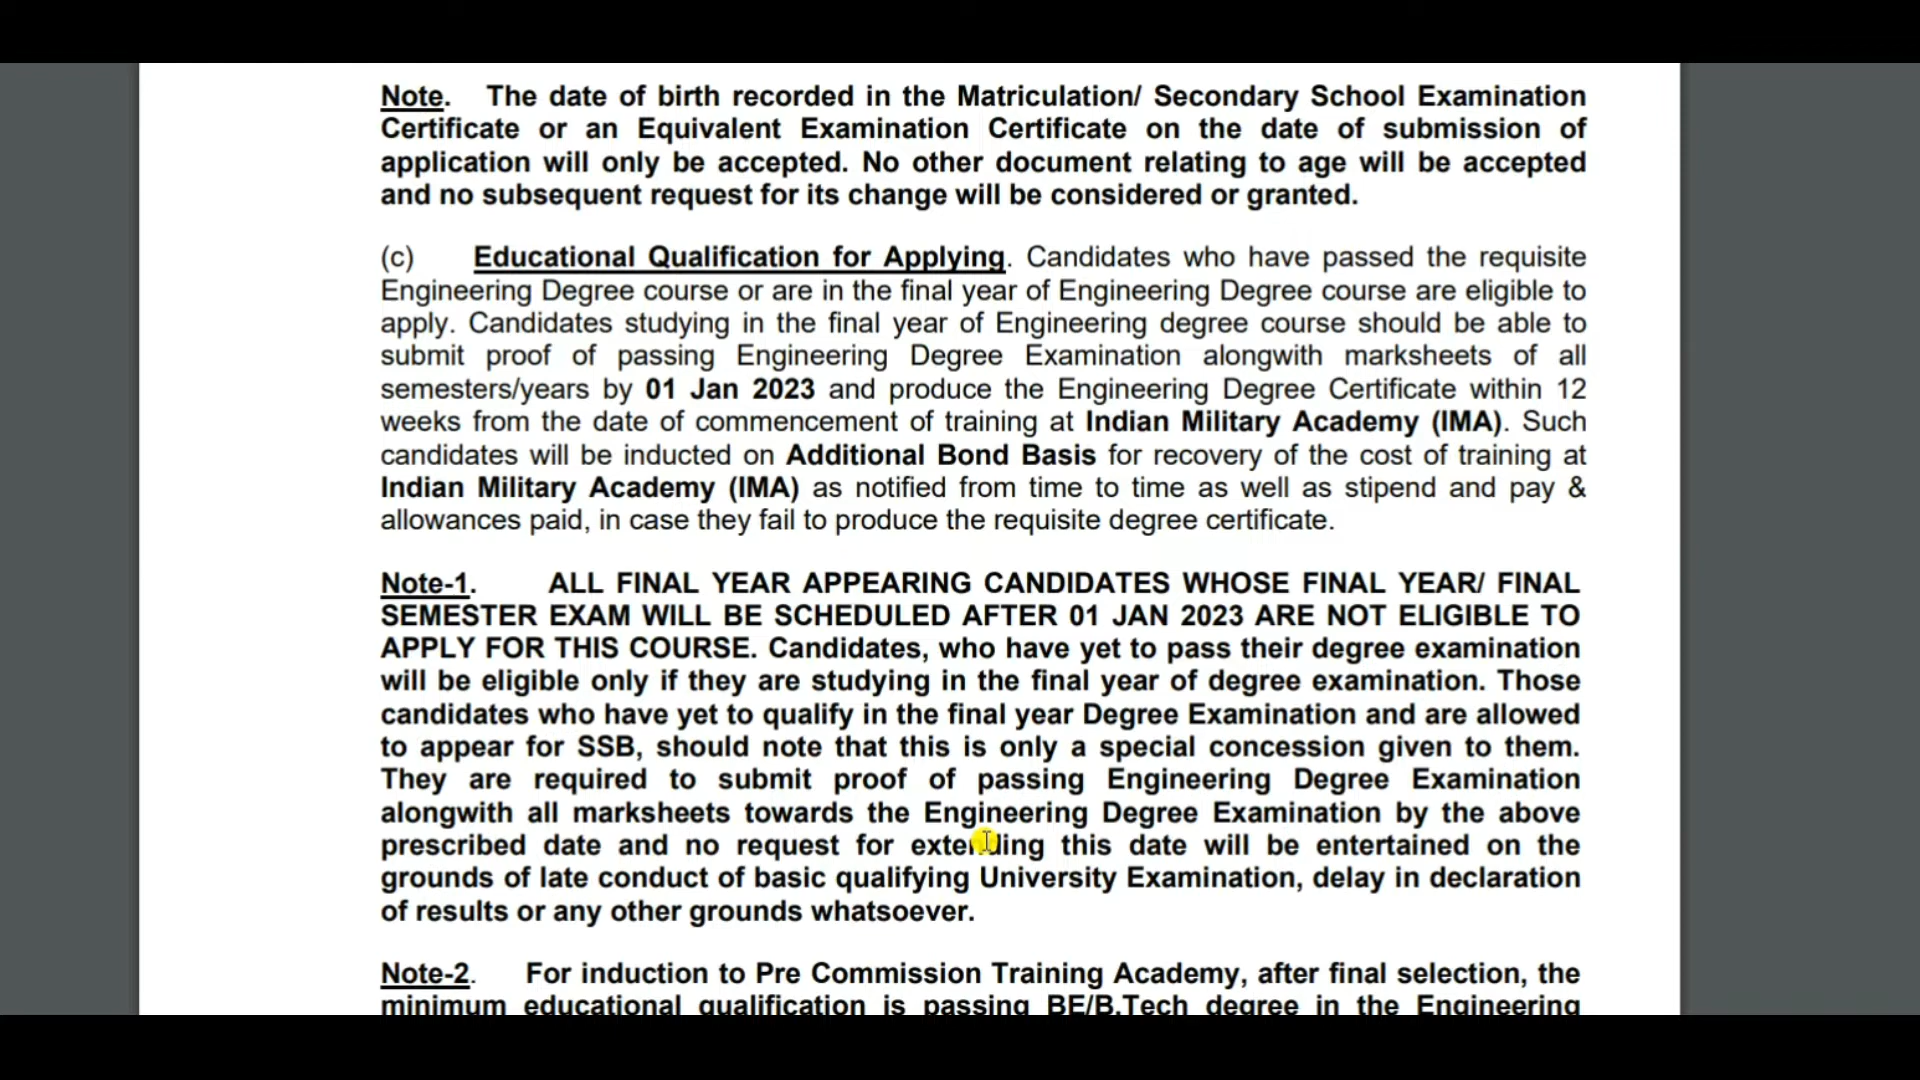 Note. The date of birth recorded in the Matriculation/ Secondary School Examination
Certificate or an Equivalent Examination Certificate on the date of submission of
application will only be accepted. No other document relating to age will be accepted
and no subsequent request for its change will be considered or granted.
(c) Educational Qualification for Applying. Candidates who have passed the requisite
Engineering Degree course or are in the final year of Engineering Degree course are eligible to
apply. Candidates studying in the final year of Engineering degree course should be able to
submit proof of passing Engineering Degree Examination alongwith marksheets of all
semesters/years by 01 Jan 2023 and produce the Engineering Degree Certificate within 12
weeks from the date of commencement of training at Indian Military Academy (IMA). Such
candidates will be inducted on Additional Bond Basis for recovery of the cost of training at
Indian Military Academy (IMA) as notified from time to time as well as stipend and pay &
allowances paid, in case they fail to produce the requisite degree certificate.
Note-1. ALL FINAL YEAR APPEARING CANDIDATES WHOSE FINAL YEAR/ FINAL
SEMESTER EXAM WILL BE SCHEDULED AFTER 01 JAN 2023 ARE NOT ELIGIBLE TO
APPLY FOR THIS COURSE. Candidates, who have yet to pass their degree examination
will be eligible only if they are studying in the final year of degree examination. Those
candidates who have yet to qualify in the final year Degree Examination and are allowed
to appear for SSB, should note that this is only a special concession given to them.
They are required to submit proof of passing Engineering Degree Examination
alongwith all marksheets towards the Engineering Degree Examination by the above
prescribed date and no request for extending this date will be entertained on the
grounds of late conduct of basic qualifying University Examination, delay in declaration
of results or any other grounds whatsoever.
Note-2. For induction to Pre Commission Training Academy, after final selection, the
minimum educational qualification is passing BE/B.Tech degree in the Engineering